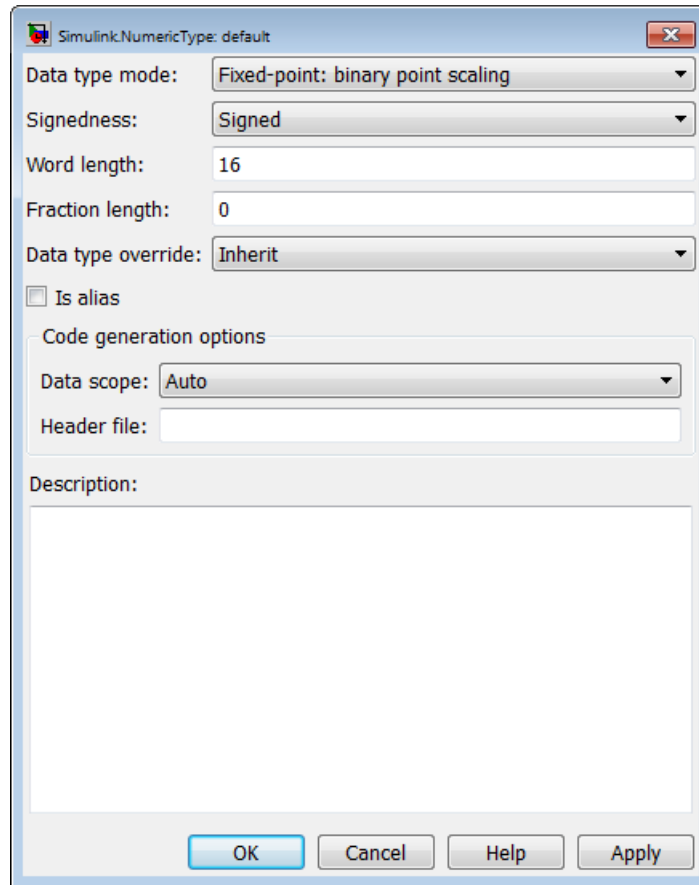 Simulink.NumericType: default
Data type mode: Fixed-point: binary point scaling
Signedness: Signed
Word length: 16
Fraction length: 0
Data type override: Inherit
Is alias
Code generation options
Data scope: Auto
Header file:
Description:
OK Cancel Help Apply